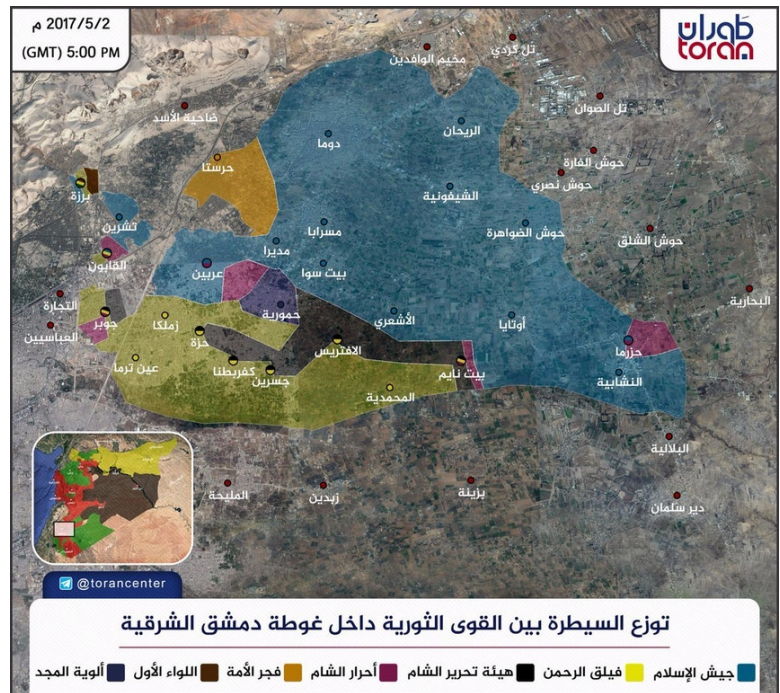 2017/5/2 م
(GMT) 5:00 PM
طوران
toran
تل كردي
مخيم الوافدين
تل الصوان
ضاحية الأسد
الريحان
دوما
حوش الفارة
حرستا
حوش نصري
برزة
الشيفونية
تشرين
مسرابا
حوش الضواهرة
حوش الشلق
مديرا
القابون
عربين
بيت سوا
البحارية
التجارة
حمورية
جوبر
زملكا
الأشعري
أوتايا
العباسيين
حزة
الافتريس
حزرما
عين ترما
كفربطنا
جسرين
بيت نايم
النشابية
المحمدية
البلالية
المليحة
زبدين
بزينة
دير سلمان
@torancenter
توزع السيطرة بين القوى الثورية داخل غوطة دمشق الشرقية
جيش الإسلام فيلق الرحمن هيئة تحرير الشام أحرار الشام فجر الأمة اللواء الأول ألوية المجد